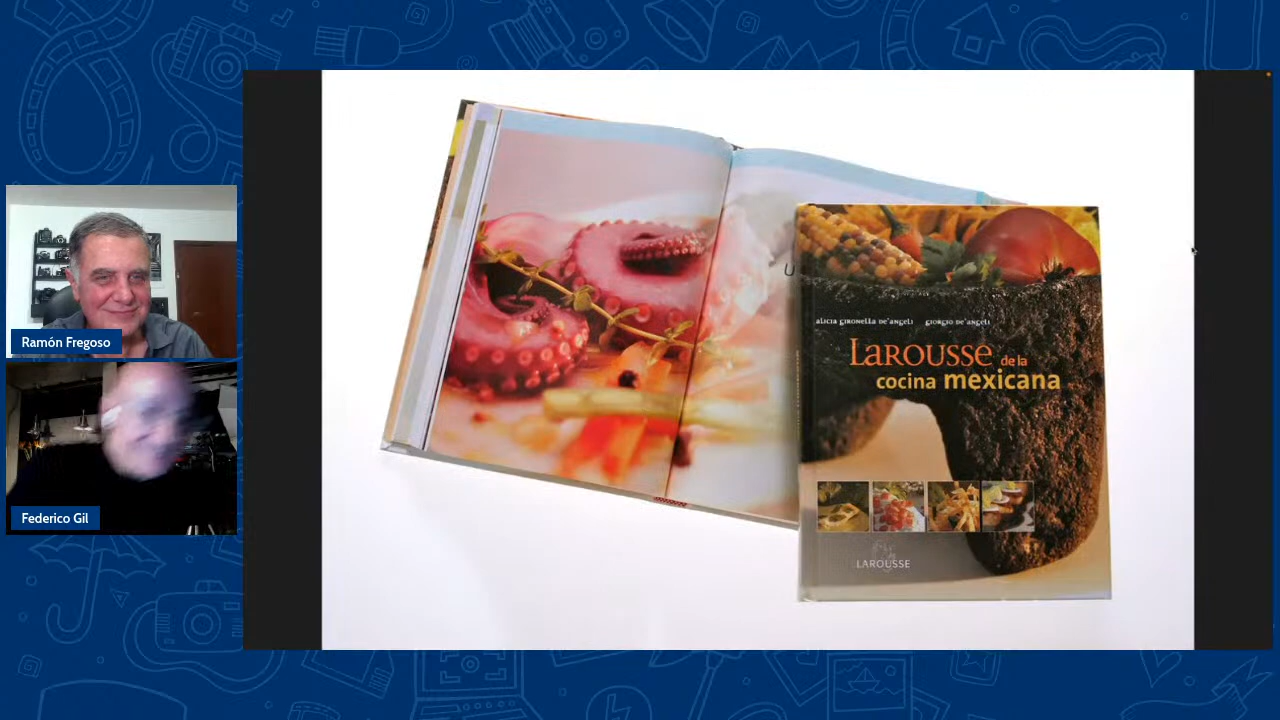 Ramón Fregoso
Federico Gil
U
ALICIA GIRONELLA DE'ANGELI GIORGIO DE'ANGELI
LAROUSSE de la
cocina mexicana
LAROUSSE